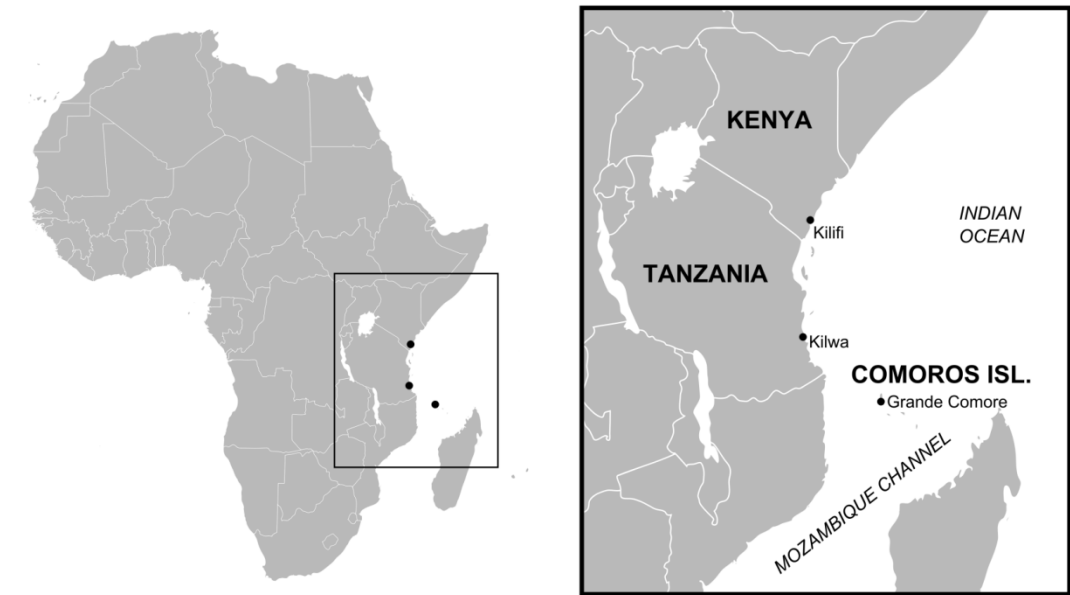 KENYA
INDIAN
OCEAN
Kilifi
TANZANIA
Kilwa
COMOROS ISL.
Grande Comore
MOZAMBIQUE CHANNEL